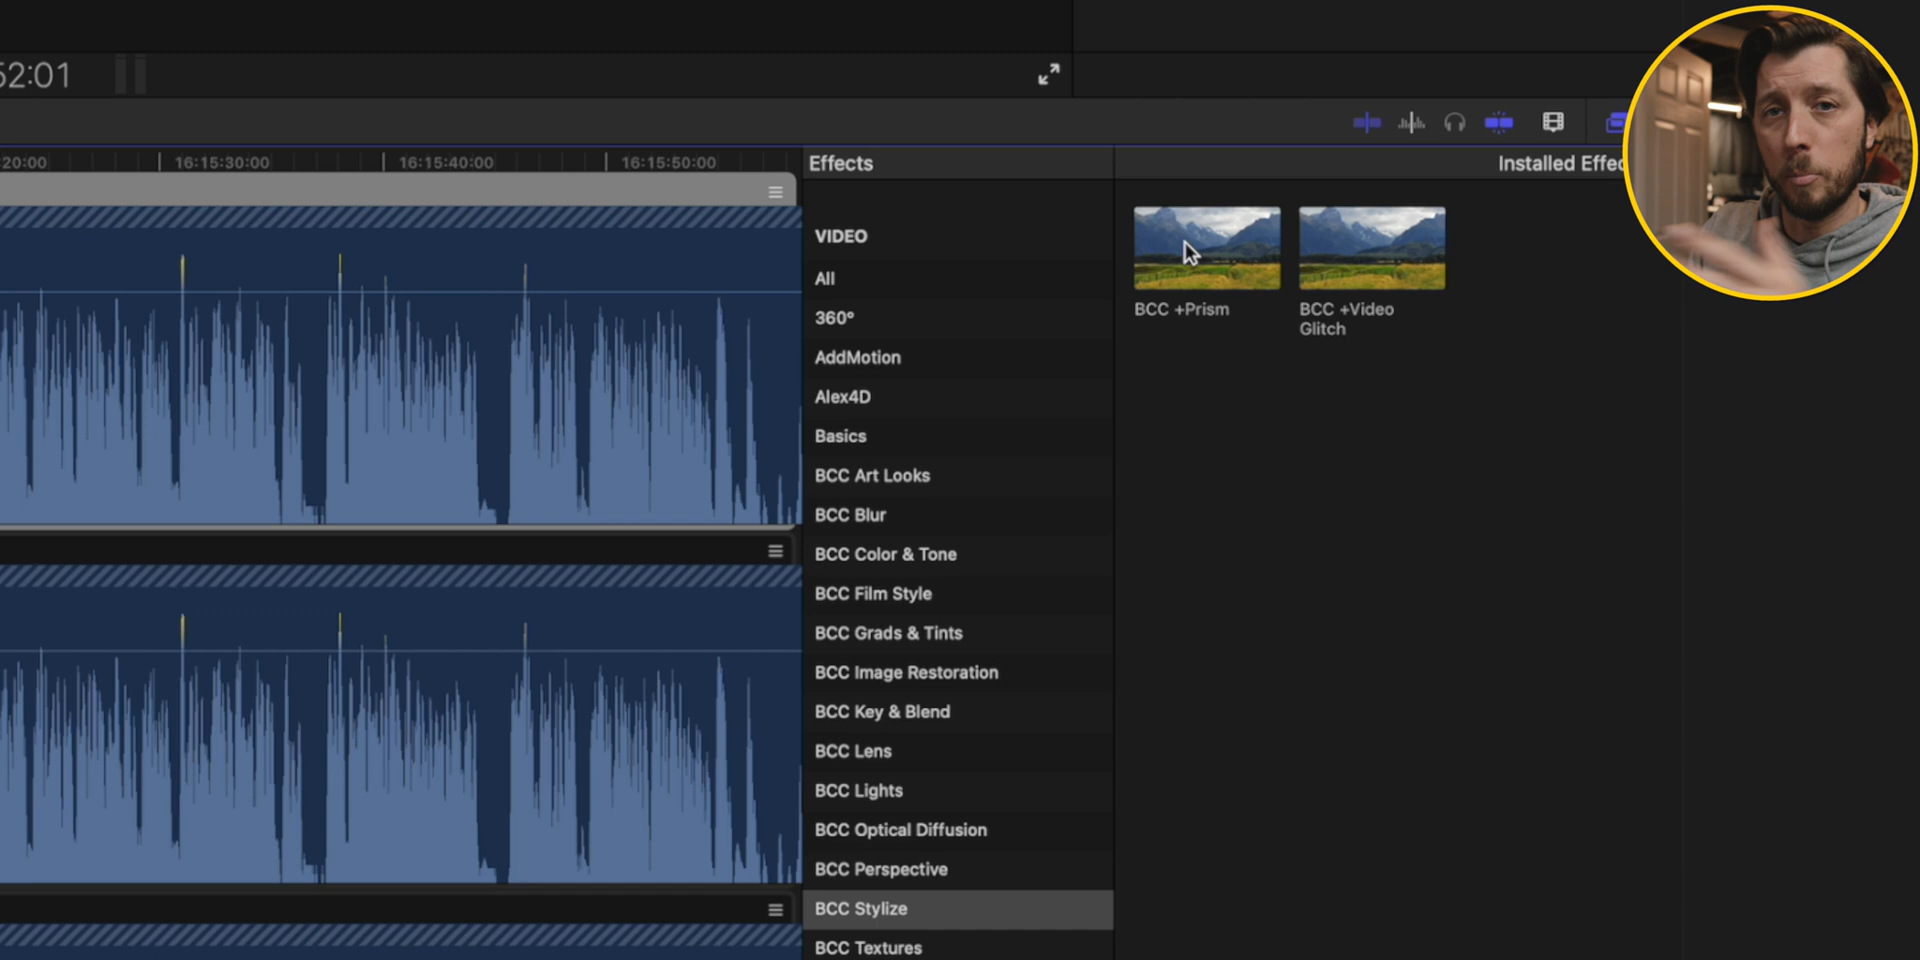 52:01
20:00
16:15:30:00
16:15:40:00
16:15:50:00
Effects
Installed Effec
VIDEO
All
360°
AddMotion
Alex4D
Basics
BCC Art Looks
BCC Blur
BCC Color & Tone
BCC Film Style
BCC Grads & Tints
BCC Image Restoration
BCC Key & Blend
BCC Lens
BCC Lights
BCC Optical Diffusion
BCC Perspective
BCC Stylize
BCC Textures
BCC +Prism
BCC +Video
Glitch